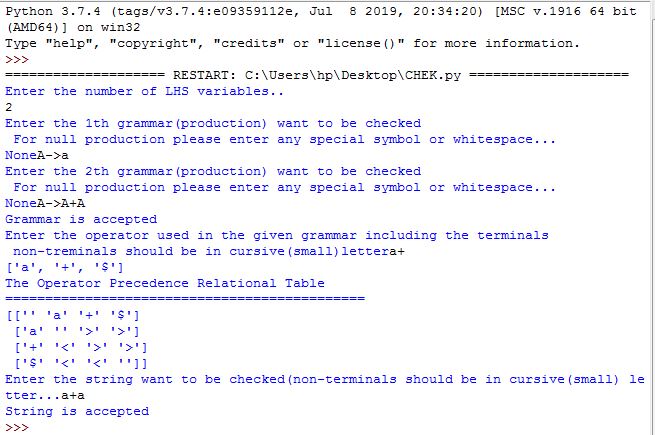 Python 3.7.4 (tags/v3.7.4:e09359112e, Jul  8 2019, 20:34:20) [MSC v.1916 64 bit
(AMD64)] on win32
Type "help", "copyright", "credits" or "license()" for more information.
>>>
==================== RESTART: C:\Users\hp\Desktop\CHEK.py ====================
Enter the number of LHS variables..
2
Enter the 1th grammar(production) want to be checked
 For null production please enter any special symbol or whitespace...
NoneA->a
Enter the 2th grammar(production) want to be checked
 For null production please enter any special symbol or whitespace...
NoneA->A+A
Grammar is accepted
Enter the operator used in the given grammar including the terminals
 non-treminals should be in cursive(small)lettera+
['a', '+', '$']
The Operator Precedence Relational Table
=============================================
[['' 'a' '+' '$']
 ['a' '' '>' '>']
 ['+' '<' '>' '>']
 ['$' '<' '<' '']]
Enter the string want to be checked(non-terminals should be in cursive(small) le
tter...a+a
String is accepted
>>>